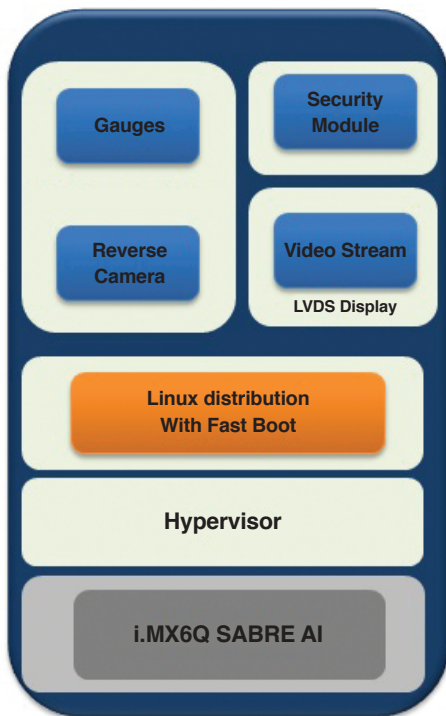 Gauges
Security
Module
Reverse
Camera
Video Stream
LVDS Display
Linux distribution
With Fast Boot
Hypervisor
i.MX6Q SABRE AI